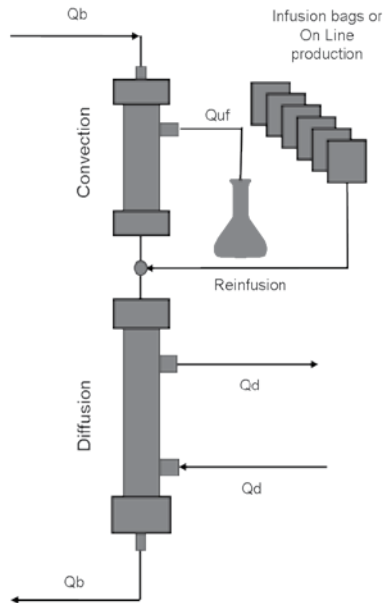 Qb
Infusion bags or
On Line
production
Quf
Convection
Reinfusion
Diffusion
Qd
Qd
Qb